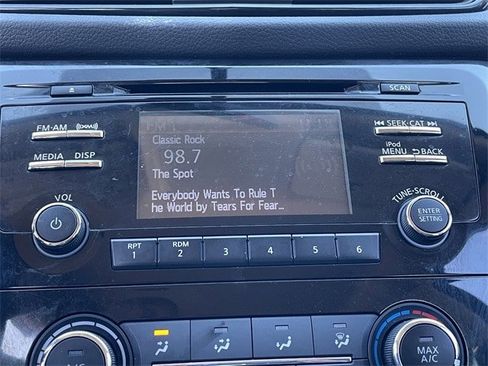 SCAN
FM·AM
SEEK·CAT
MEDIA
DISP
iPod
MENU
BACK
Classic Rock
98.7
The Spot
Everybody Wants To Rule T
he World by Tears For Fear...
VOL
TUNE·SCROLL
ENTER
SETTING
RPT
1
RDM
2
3
4
5
6
A/C
MAX
A/C